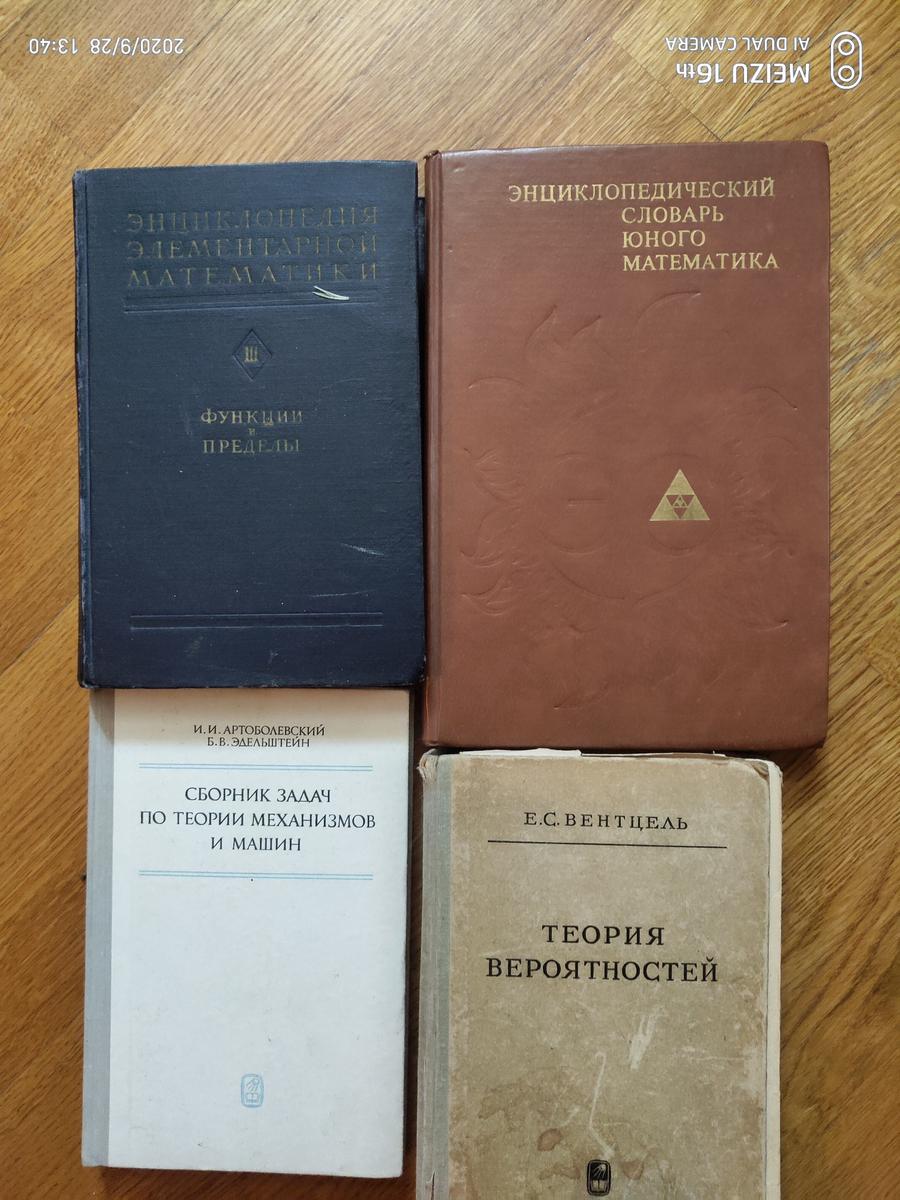 ЭНЦИКЛОПЕДИЯ
ЭЛЕМЕНТАРНОЙ
МАТЕМАТИКИ
III
ФУНКЦИИ
И
ПРЕДЕЛЫ
ЭНЦИКЛОПЕДИЧЕСКИЙ
СЛОВАРЬ
ЮНОГО
МАТЕМАТИКА
И. И. АРТОБОЛЕВСКИЙ
Б. В. ЭДЕЛЬШТЕЙН
СБОРНИК ЗАДАЧ
ПО ТЕОРИИ МЕХАНИЗМОВ
И МАШИН
Е.С. ВЕНТЦЕЛЬ
ТЕОРИЯ
ВЕРОЯТНОСТЕЙ
MEIZU 16th
AI DUAL CAMERA
2020/9/28 13:40